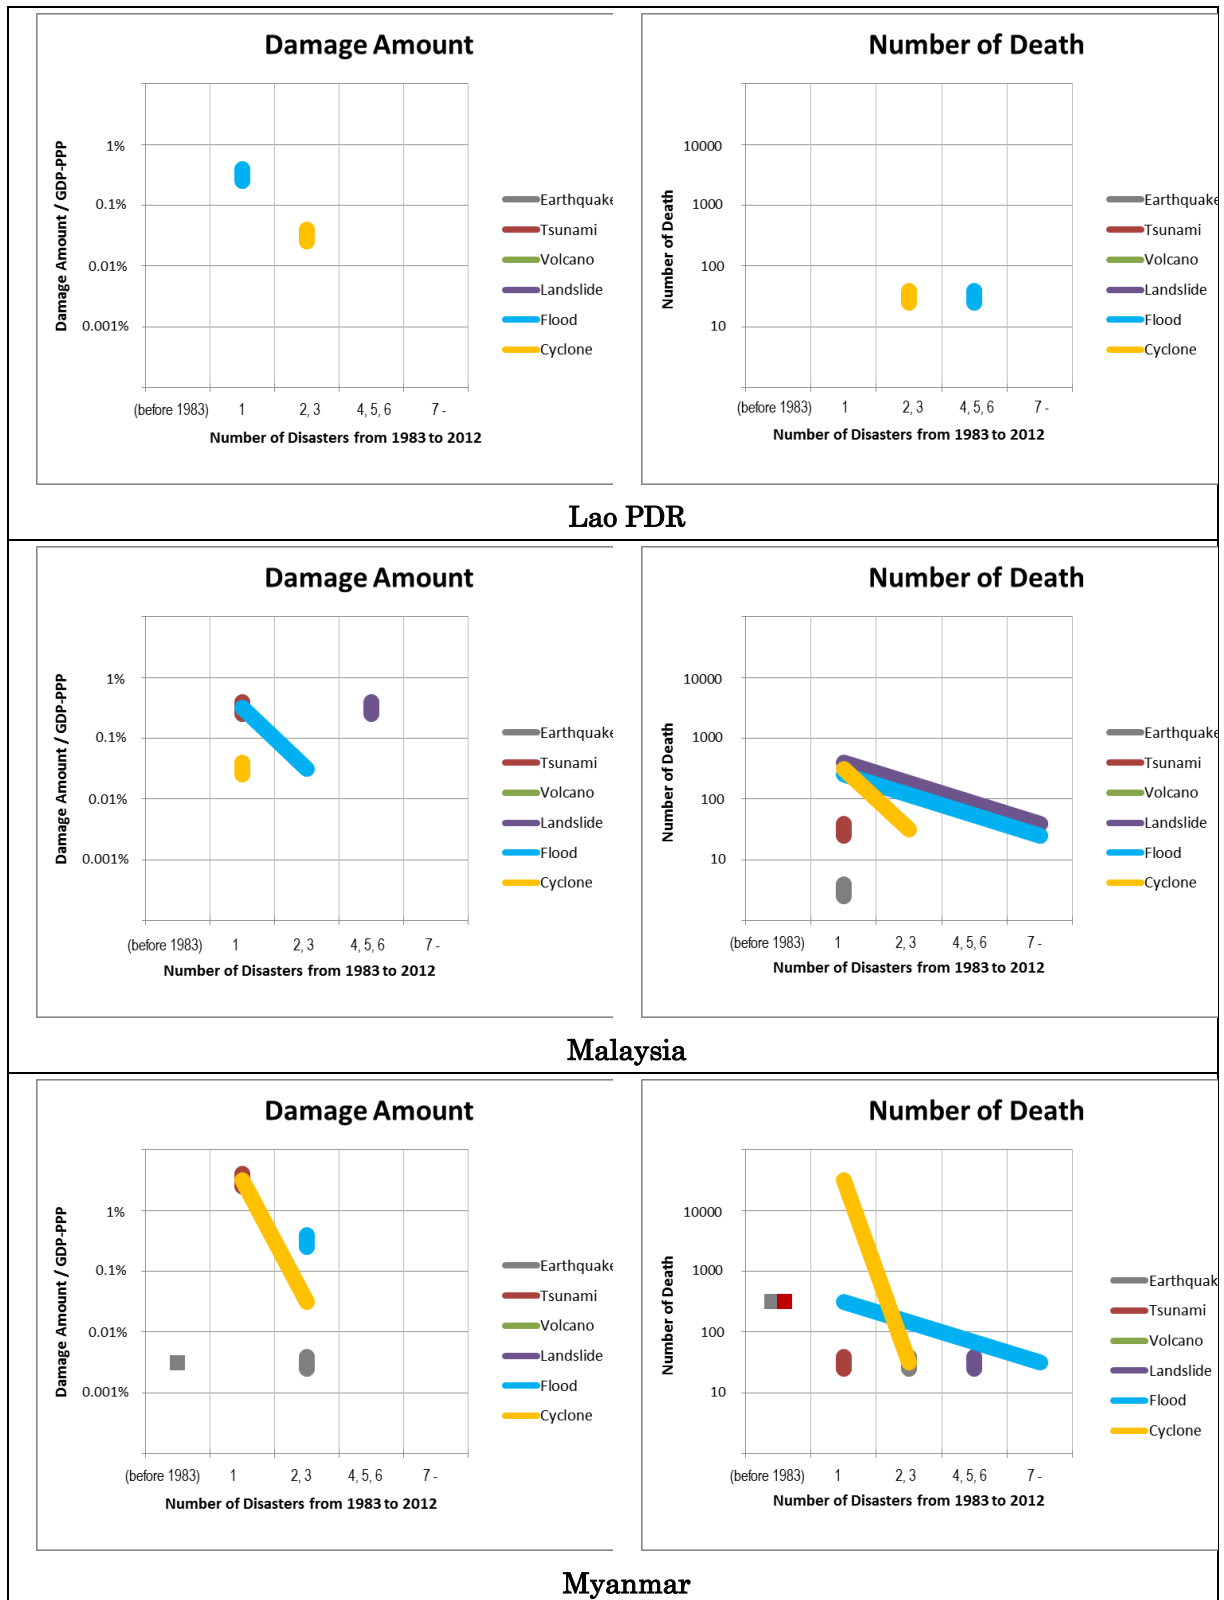 Damage Amount
Damage Amount / GDP-PPP
1%
0.1%
0.01%
0.001%
(before 1983) 1 2, 3 4, 5, 6 7 -
Number of Disasters from 1983 to 2012
Earthquake
Tsunami
Volcano
Landslide
Flood
Cyclone
Number of Death
Number of Death
10000
1000
100
10
(before 1983) 1 2, 3 4, 5, 6 7 -
Number of Disasters from 1983 to 2012
Earthquake
Tsunami
Volcano
Landslide
Flood
Cyclone
Lao PDR
Damage Amount
Damage Amount / GDP-PPP
1%
0.1%
0.01%
0.001%
(before 1983) 1 2, 3 4, 5, 6 7 -
Number of Disasters from 1983 to 2012
Earthquake
Tsunami
Volcano
Landslide
Flood
Cyclone
Number of Death
Number of Death
10000
1000
100
10
(before 1983) 1 2, 3 4, 5, 6 7 -
Number of Disasters from 1983 to 2012
Earthquake
Tsunami
Volcano
Landslide
Flood
Cyclone
Malaysia
Damage Amount
Damage Amount / GDP-PPP
1%
0.1%
0.01%
0.001%
(before 1983) 1 2, 3 4, 5, 6 7 -
Number of Disasters from 1983 to 2012
Earthquake
Tsunami
Volcano
Landslide
Flood
Cyclone
Number of Death
Number of Death
10000
1000
100
10
(before 1983) 1 2, 3 4, 5, 6 7 -
Number of Disasters from 1983 to 2012
Earthquak
Tsunami
Volcano
Landslide
Flood
Cyclone
Myanmar